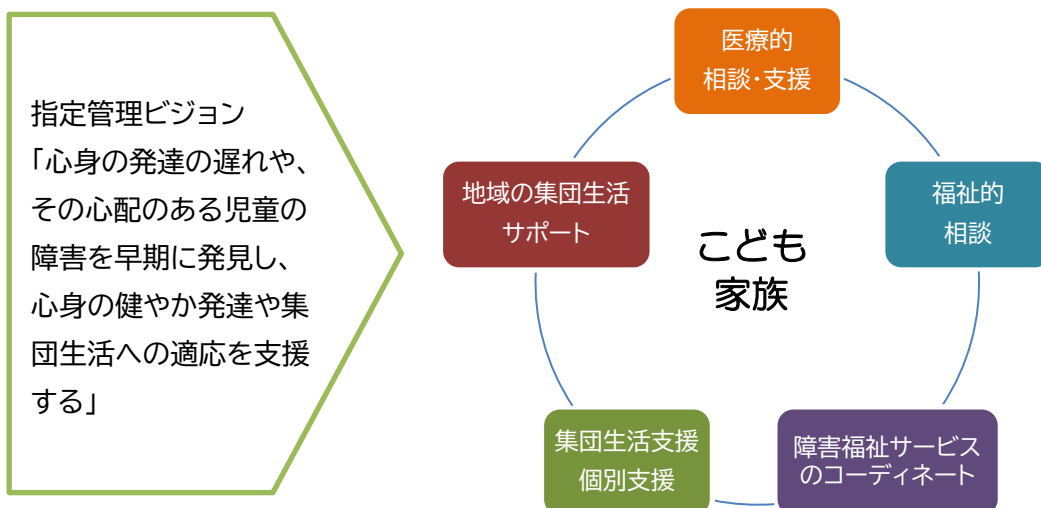 指定管理ビジョン
「心身の発達の遅れや、
その心配のある児童の
障害を早期に発見し、
心身の健やか発達や集
団生活への適応を支援
する」
医療的
相談・支援
福祉的
相談
障害福祉サービス
のコーディネート
集団生活支援
個別支援
地域の集団生活
サポート
こども
家族